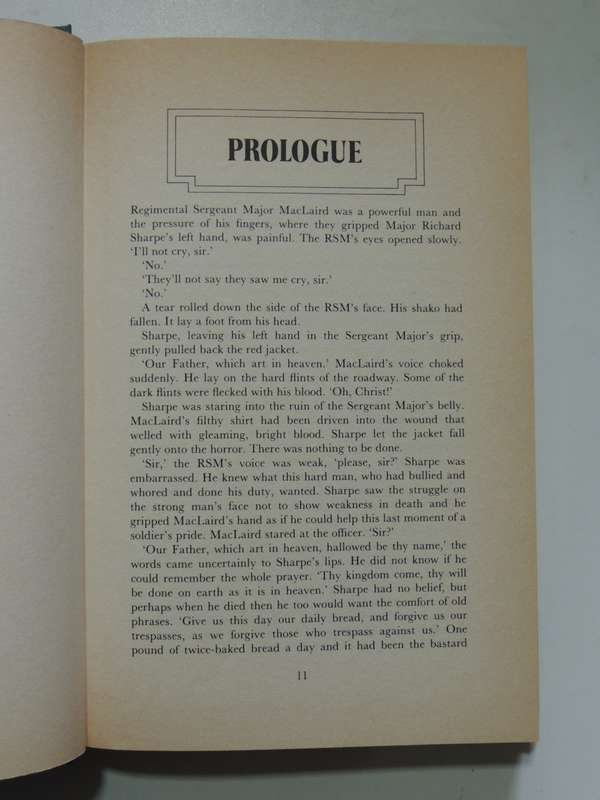 PROLOGUE
Regimental Sergeant Major MacLaird was a powerful man and
the pressure of his fingers, where they gripped Major Richard
Sharpe's left hand, was painful. The RSM's eyes opened slowly.
'I'll not cry, sir.'
'No.'
'They'll not say they saw me cry, sir.'
'No.'
A tear rolled down the side of the RSM's face. His shako had
fallen. It lay a foot from his head.
Sharpe, leaving his left hand in the Sergeant Major's grip,
gently pulled back the red jacket.
'Our Father, which art in heaven.' MacLaird's voice choked
suddenly. He lay on the hard flints of the roadway. Some of the
dark flints were flecked with his blood. 'Oh, Christ!'
Sharpe was staring into the ruin of the Sergeant Major's belly.
MacLaird's filthy shirt had been driven into the wound that
welled with gleaming, bright blood. Sharpe let the jacket fall
gently onto the horror. There was nothing to be done.
'Sir,' the RSM's voice was weak, 'please, sir?' Sharpe was
embarrassed. He knew what this hard man, who had bullied and
whored and done his duty, wanted. Sharpe saw the struggle on
the strong man's face not to show weakness in death and he
gripped MacLaird's hand as if he could help this last moment of a
soldier's pride. MacLaird stared at the officer. 'Sir?'
'Our Father, which art in heaven, hallowed be thy name,' the
words came uncertainly to Sharpe's lips. He did not know if he
could remember the whole prayer. 'Thy kingdom come, thy will
be done on earth as it is in heaven.' Sharpe had no belief, but
perhaps when he died then he too would want the comfort of old
phrases. 'Give us this day our daily bread, and forgive us our
trespasses, as we forgive those who trespass against us.' One
pound of twice-baked bread a day and it had been the bastard
11